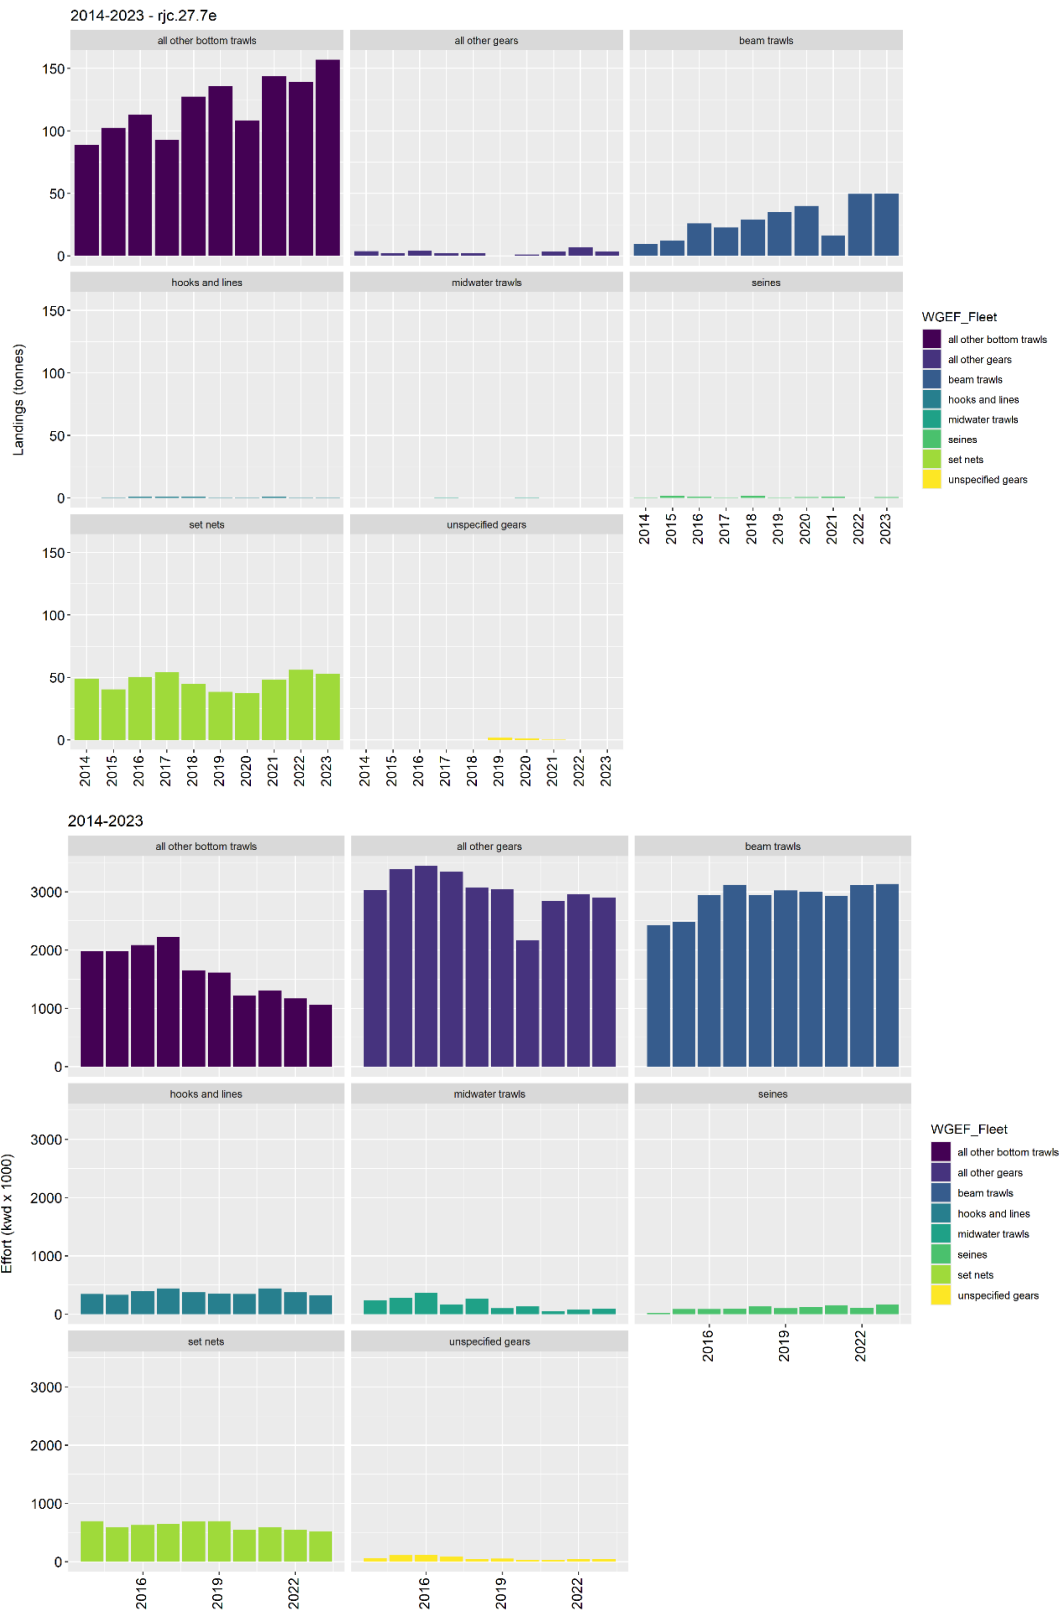 2014-2023 - rjc.27.7e
all other bottom trawls
all other gears
beam trawls
150
100
50
0
hooks and lines
midwater trawls
seines
150
100
50
0
2014 2015 2016 2017 2018 2019 2020 2021 2022 2023
set nets
unspecified gears
150
100
50
0
2014 2015 2016 2017 2018 2019 2020 2021 2022 2023
2014 2015 2016 2017 2018 2019 2020 2021 2022 2023
Landings (tonnes)
WGEF_Fleet
all other bottom trawls
all other gears
beam trawls
hooks and lines
midwater trawls
seines
set nets
unspecified gears
2014-2023
all other bottom trawls
all other gears
beam trawls
3000
2000
1000
0
hooks and lines
midwater trawls
seines
3000
2000
1000
0
2016 2019 2022
set nets
unspecified gears
3000
2000
1000
0
2016 2019 2022
2016 2019 2022
Effort (kwd x 1000)
WGEF_Fleet
all other bottom trawls
all other gears
beam trawls
hooks and lines
midwater trawls
seines
set nets
unspecified gears